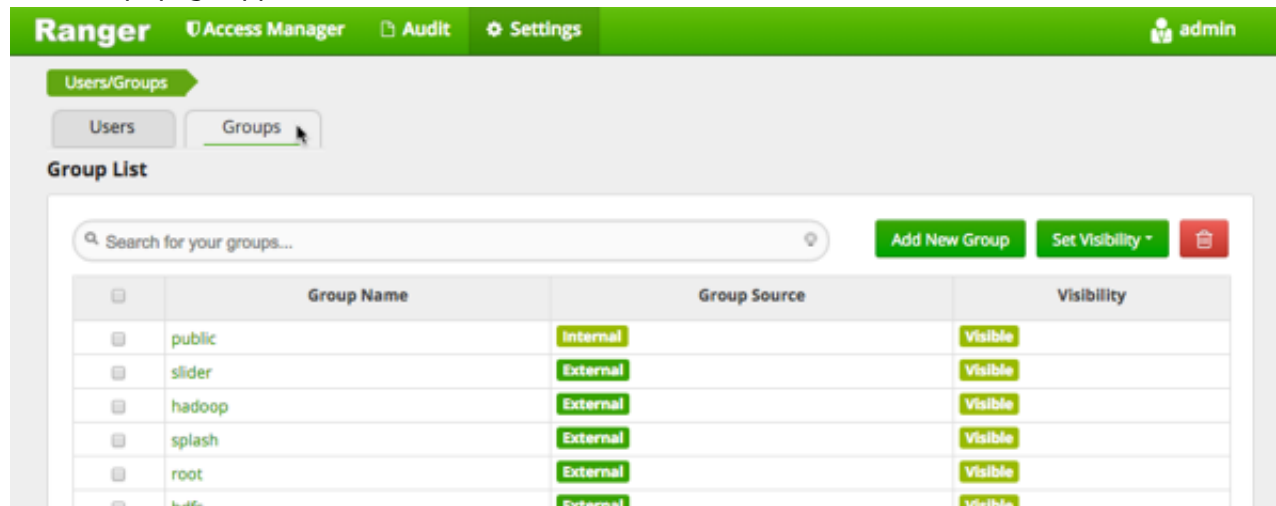 Ranger Access Manager Audit Settings admin
Users/Groups
Users Groups
Group List
Search for your groups... Add New Group Set Visibility
Group Name Group Source Visibility
public Internal Visible
slider External Visible
hadoop External Visible
splash External Visible
root External Visible
External Visible